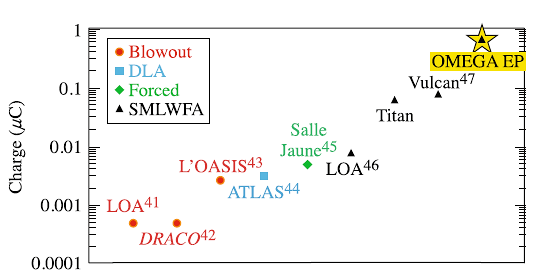 1
0.1
0.01
0.001
0.0001
Charge (μC)
Blowout
DLA
Forced
SMLWFA
OMEGA EP
Vulcan47
Titan
Salle
Jaune45
LOA46
L'OASIS43
ATLAS44
LOA41
DRACO42